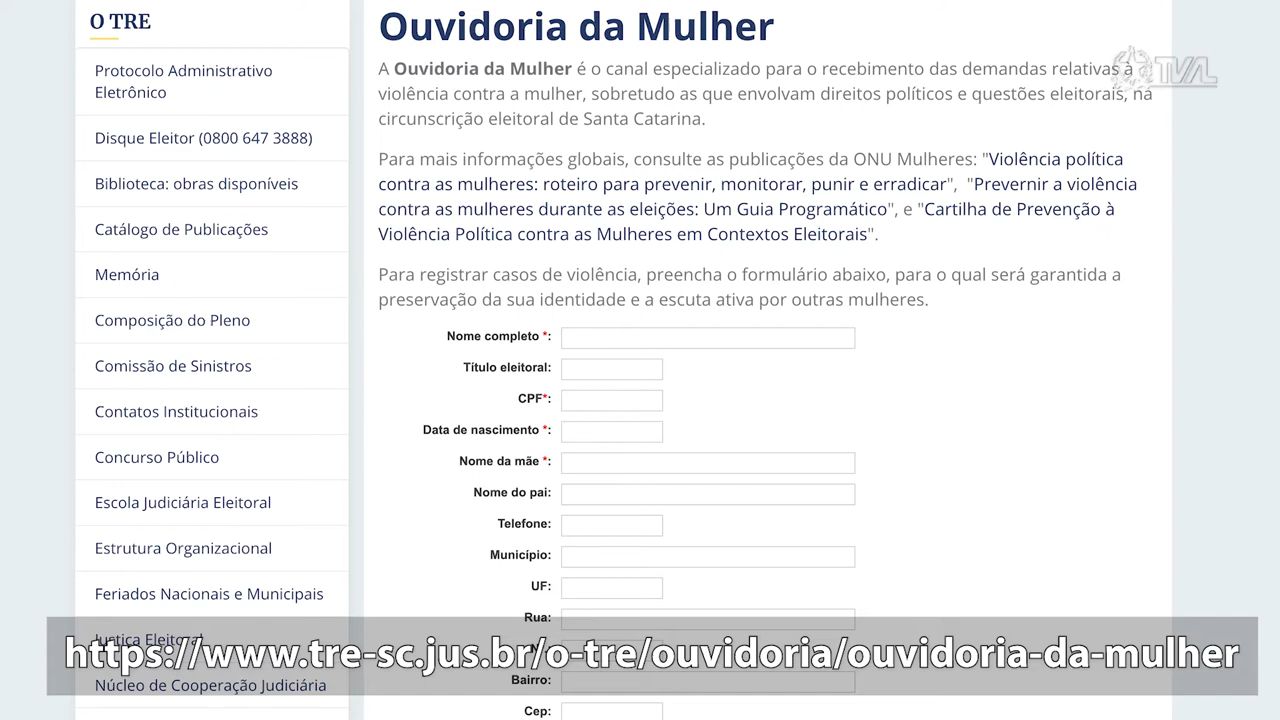 O TRE
Protocolo Administrativo
Eletrônico
Disque Eleitor (0800 647 3888)
Biblioteca: obras disponíveis
Catálogo de Publicações
Memória
Composição do Pleno
Comissão de Sinistros
Contatos Institucionais
Concurso Público
Escola Judiciária Eleitoral
Estrutura Organizacional
Feriados Nacionais e Municipais
Justiça Eleitoral
Núcleo de Cooperação Judiciária
Ouvidoria da Mulher
A Ouvidoria da Mulher é o canal especializado para o recebimento das demandas relativas à
violência contra a mulher, sobretudo as que envolvam direitos políticos e questões eleitorais, na
circunscrição eleitoral de Santa Catarina.
Para mais informações globais, consulte as publicações da ONU Mulheres: "Violência política
contra as mulheres: roteiro para prevenir, monitorar, punir e erradicar", "Prevernir a violência
contra as mulheres durante as eleições: Um Guia Programático", e "Cartilha de Prevenção à
Violência Política contra as Mulheres em Contextos Eleitorais".
Para registrar casos de violência, preencha o formulário abaixo, para o qual será garantida a
preservação da sua identidade e a escuta ativa por outras mulheres.
Nome completo *:
Título eleitoral:
CPF*:
Data de nascimento *:
Nome da mãe *:
Nome do pai:
Telefone:
Município:
UF:
Rua:
Bairro:
Cep:
TVAL
https://www.tre-sc.jus.br/o-tre/ouvidoria/ouvidoria-da-mulher